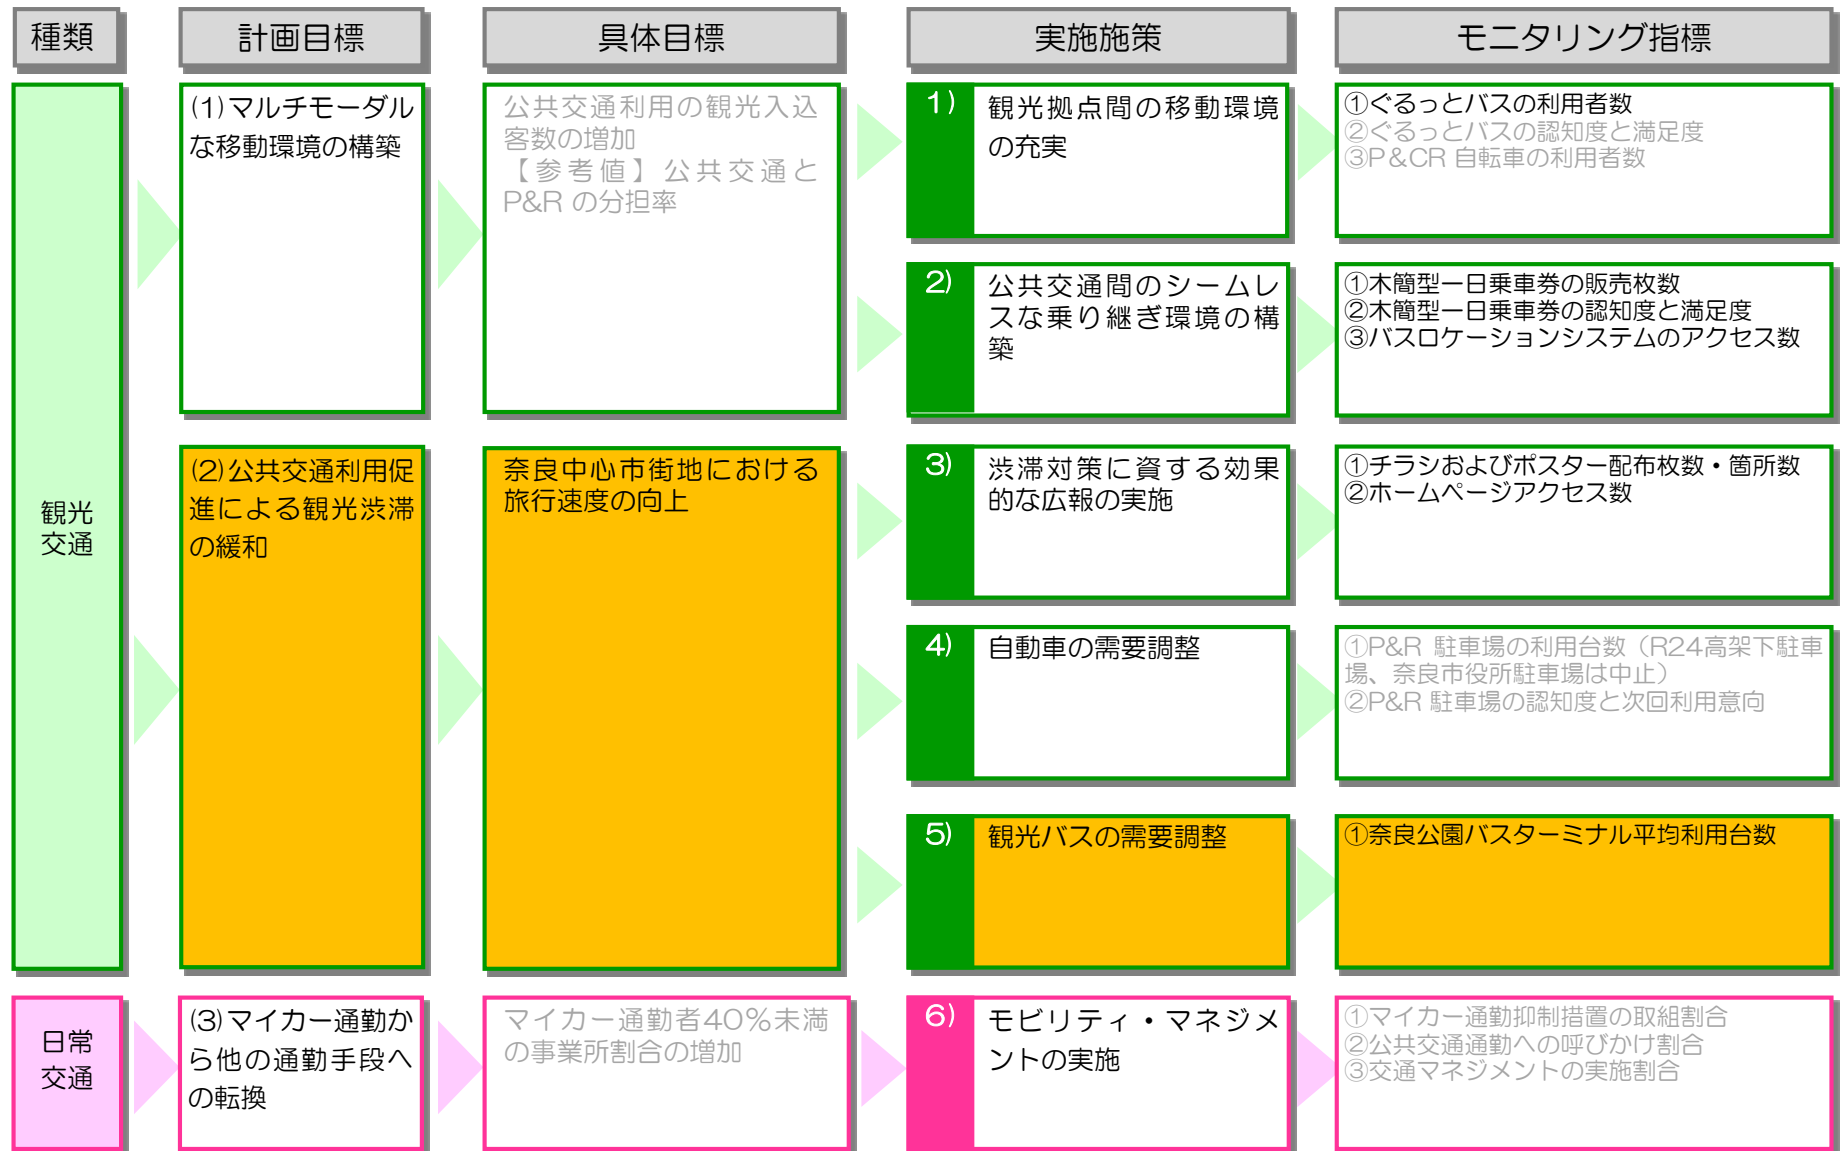 種類
計画目標
具体目標
実施施策
モニタリング指標
観光
交通
(1)マルチモーダル
な移動環境の構築
公共交通利用の観光入込
客数の増加
【参考値】公共交通と
P&R の分担率
1)
観光拠点間の移動環境
の充実
①ぐるっとバスの利用者数
②ぐるっとバスの認知度と満足度
③P&CR 自転車の利用者数
2)
公共交通間のシームレ
スな乗り継ぎ環境の構
築
①木簡型一日乗車券の販売枚数
②木簡型一日乗車券の認知度と満足度
③バスロケーションシステムのアクセス数
(2)公共交通利用促
進による観光渋滞
の緩和
奈良中心市街地における
旅行速度の向上
3)
渋滞対策に資する効果
的な広報の実施
①チラシおよびポスター配布枚数・箇所数
②ホームページアクセス数
4)
自動車の需要調整
①P&R 駐車場の利用台数（R24高架下駐車
場、奈良市役所駐車場は中止）
②P&R 駐車場の認知度と次回利用意向
5)
観光バスの需要調整
①奈良公園バスターミナル平均利用台数
日常
交通
(3)マイカー通勤か
ら他の通勤手段へ
の転換
マイカー通勤者40%未満
の事業所割合の増加
6)
モビリティ・マネジメ
ントの実施
①マイカー通勤抑制措置の取組割合
②公共交通通勤への呼びかけ割合
③交通マネジメントの実施割合